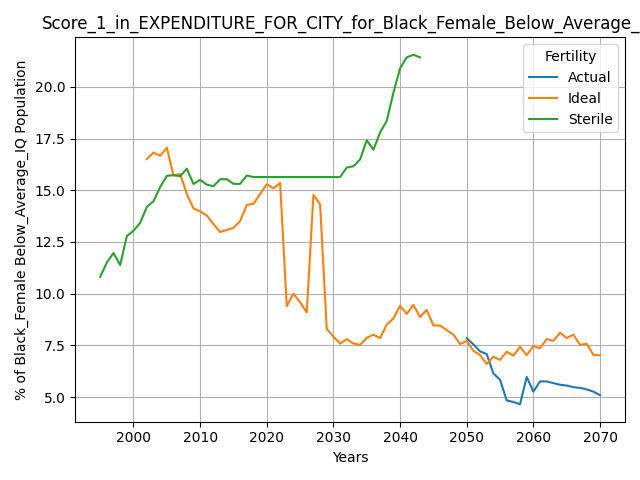 Score_1_in_EXPENDITURE_FOR_CITY_for_Black_Female_Below_Average_
Fertility
Actual
Ideal
Sterile
% of Black_Female Below_Average_IQ Population
20.0
17.5
15.0
12.5
10.0
7.5
5.0
2000
2010
2020
2030
2040
2050
2060
2070
Years